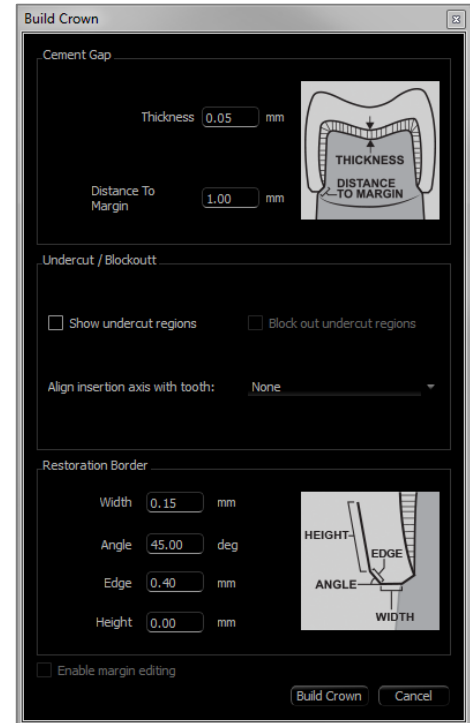 Build Crown
Cement Gap
Thickness 0.05 mm
THICKNESS
DISTANCE
TO MARGIN
Distance To
Margin
1.00 mm
Undercut / Blockoutt
Show undercut regions Block out undercut regions
Align insertion axis with tooth: None
Restoration Border
Width 0.15 mm
Angle 45.00 deg
Edge 0.40 mm
Height 0.00 mm
HEIGHT
EDGE
ANGLE
WIDTH
Enable margin editing
Build Crown Cancel